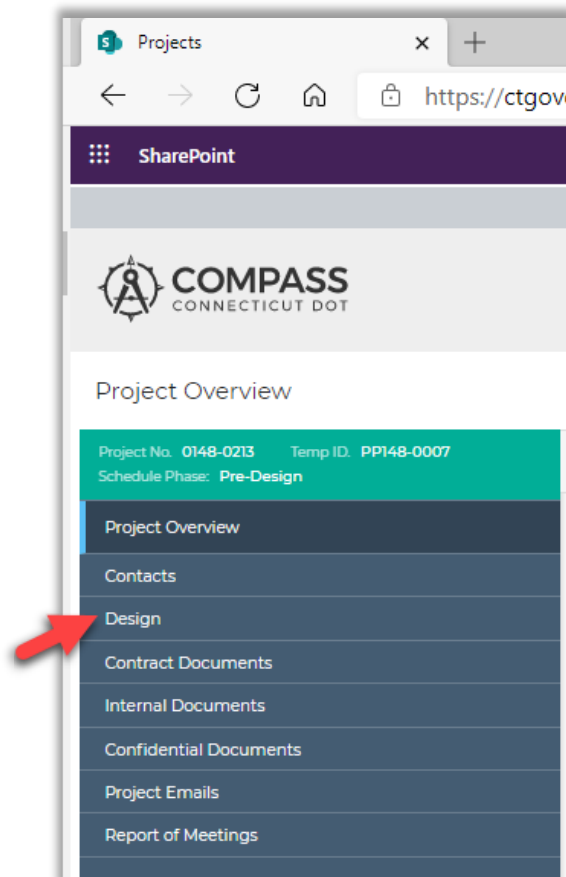 Projects
https://ctgov
SharePoint
COMPASS
CONNECTICUT DOT
Project Overview
Project No. 0148-0213 Temp ID. PP148-0007
Schedule Phase: Pre-Design
Project Overview
Contacts
Design
Contract Documents
Internal Documents
Confidential Documents
Project Emails
Report of Meetings